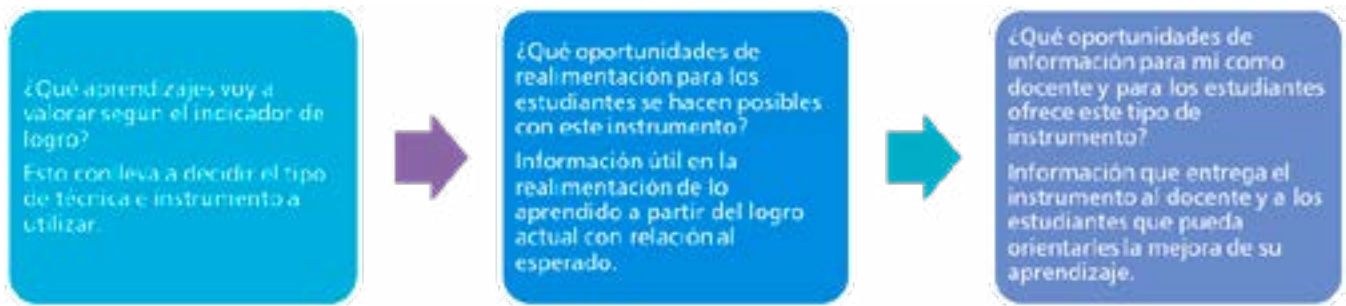 ¿Qué aprendizajes voy a
valorar según el indicador de
logro?
Esto conlleva a decidir el tipo
de técnica e instrumento a
utilizar.
¿Qué oportunidades de
realimentación para los
estudiantes se hacen posibles
con este instrumento?
Información útil en la
realimentación de lo
aprendido a partir del logro
actual con relación al
esperado.
¿Qué oportunidades de
información para mí como
docente y para los estudiantes
ofrece este tipo de
instrumento?
Información que entrega el
instrumento al docente y a los
estudiantes que pueda
orientarles la mejora de su
aprendizaje.